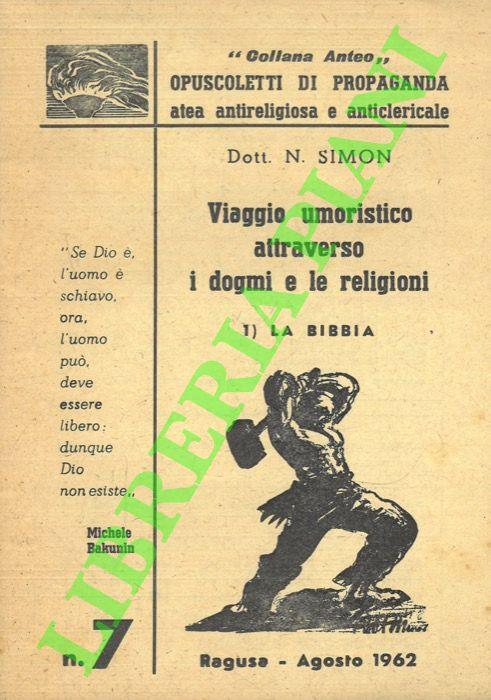 "Collana Anteo„
OPUSCOLETTI DI PROPAGANDA
atea antireligiosa e anticlericale
Dott. N. SIMON
Viaggio umoristico
attraverso
i dogmi e le religioni
1) LA BIBBIA
"Se Dio è,
l'uomo è
schiavo,
ora,
l'uomo
può,
deve
essere
libero:
dunque
Dio
non esiste„
Michele
Bakunin
n. 7
Ragusa - Agosto 1962
LIBRERIA PIANI